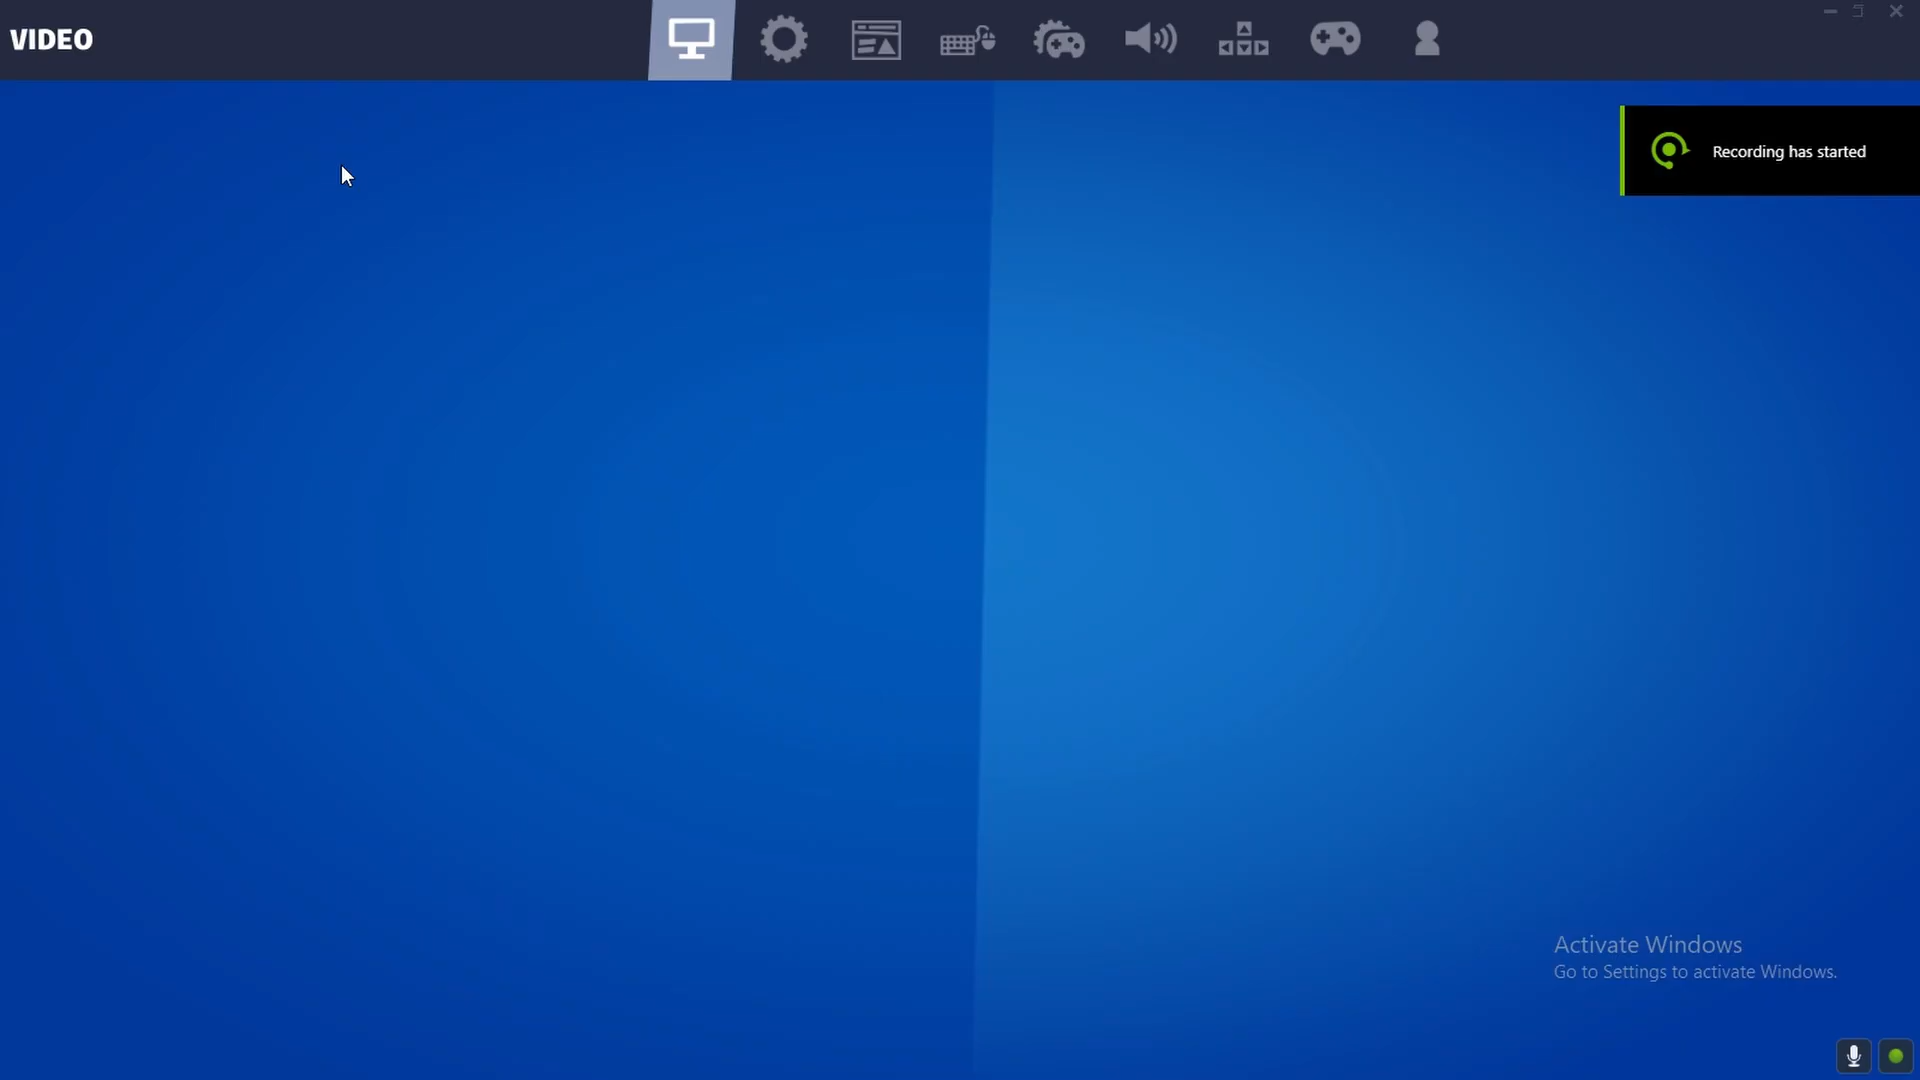 VIDEO
Recording has started
Activate Windows
Go to Settings to activate Windows.